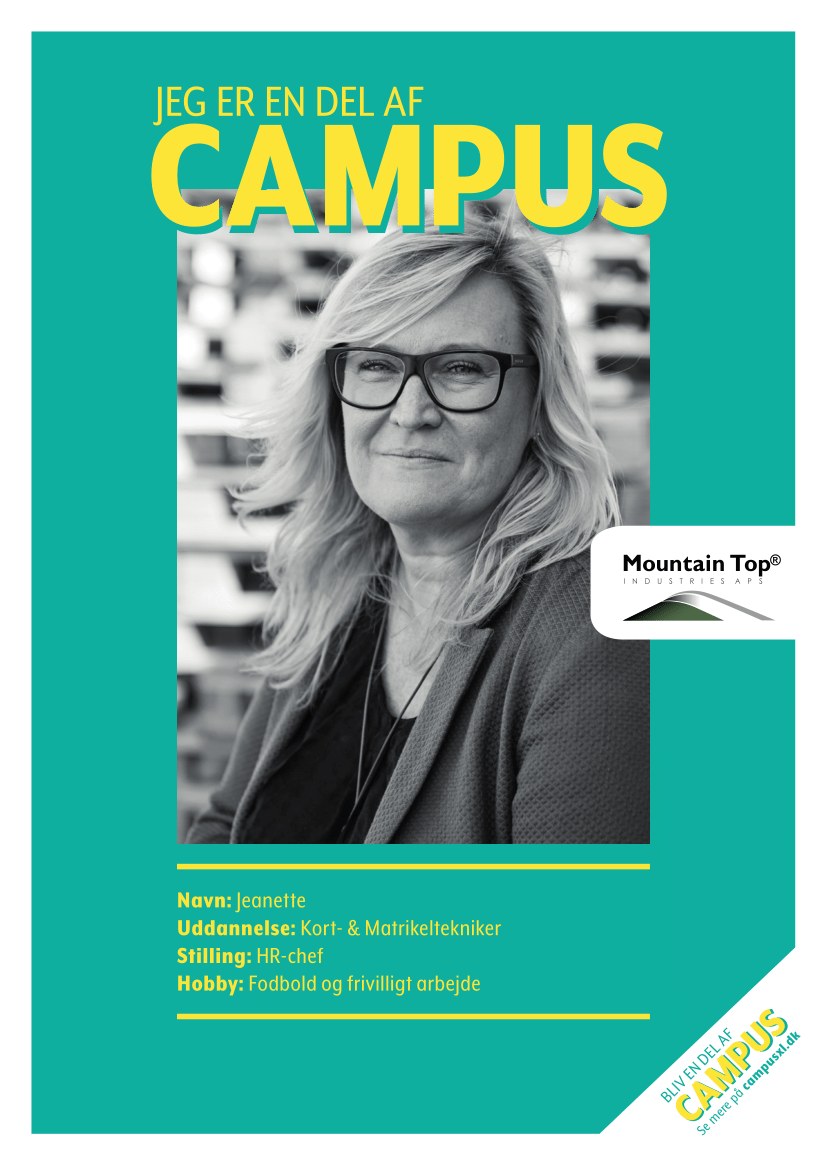 JEG ER EN DEL AF
CAMPUS
Mountain Top®
INDUSTRIES APS
Navn: Jeanette
Uddannelse: Kort- & Matrikeltekniker
Stilling: HR-chef
Hobby: Fodbold og frivilligt arbejde
BLIV EN DEL AF
CAMPUS
Se mere på campusxl.dk